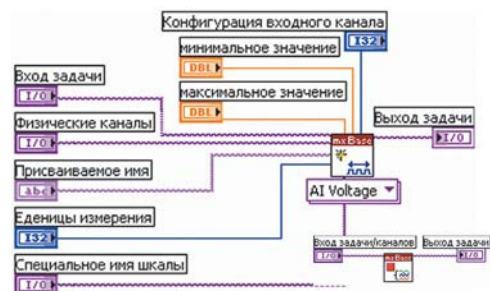 Конфигурация входного канала
I32
минимальное значение
DBL
Вход задачи
I/O
максимальное значение
DBL
Выход задачи
I/O
Физические каналы
I/O
mxBase
Присваиваемое имя
abc
AI Voltage
Еденицы измерения
I32
Вход задачи/каналов
Выход задачи
I/O
mxBase
I/O
Специальное имя шкалы
I/O